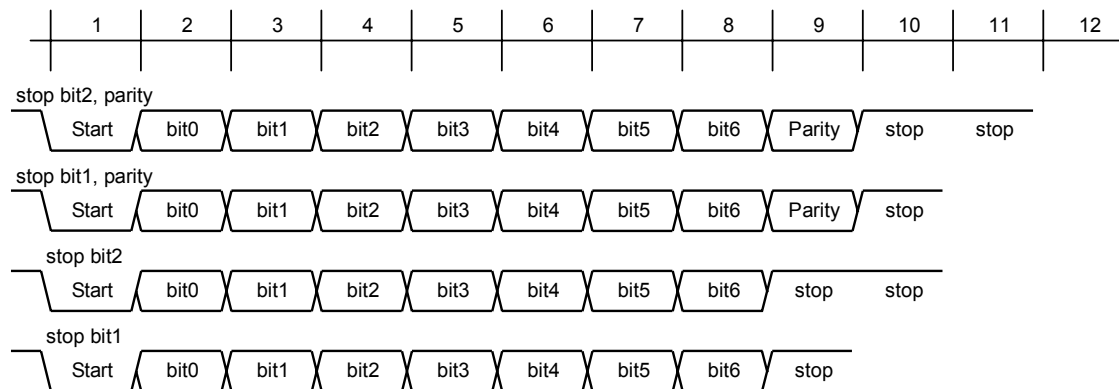 1 2 3 4 5 6 7 8 9 10 11 12
stop bit2, parity
Start bit0 bit1 bit2 bit3 bit4 bit5 bit6 Parity stop stop
stop bit1, parity
Start bit0 bit1 bit2 bit3 bit4 bit5 bit6 Parity stop
stop bit2
Start bit0 bit1 bit2 bit3 bit4 bit5 bit6 stop stop
stop bit1
Start bit0 bit1 bit2 bit3 bit4 bit5 bit6 stop